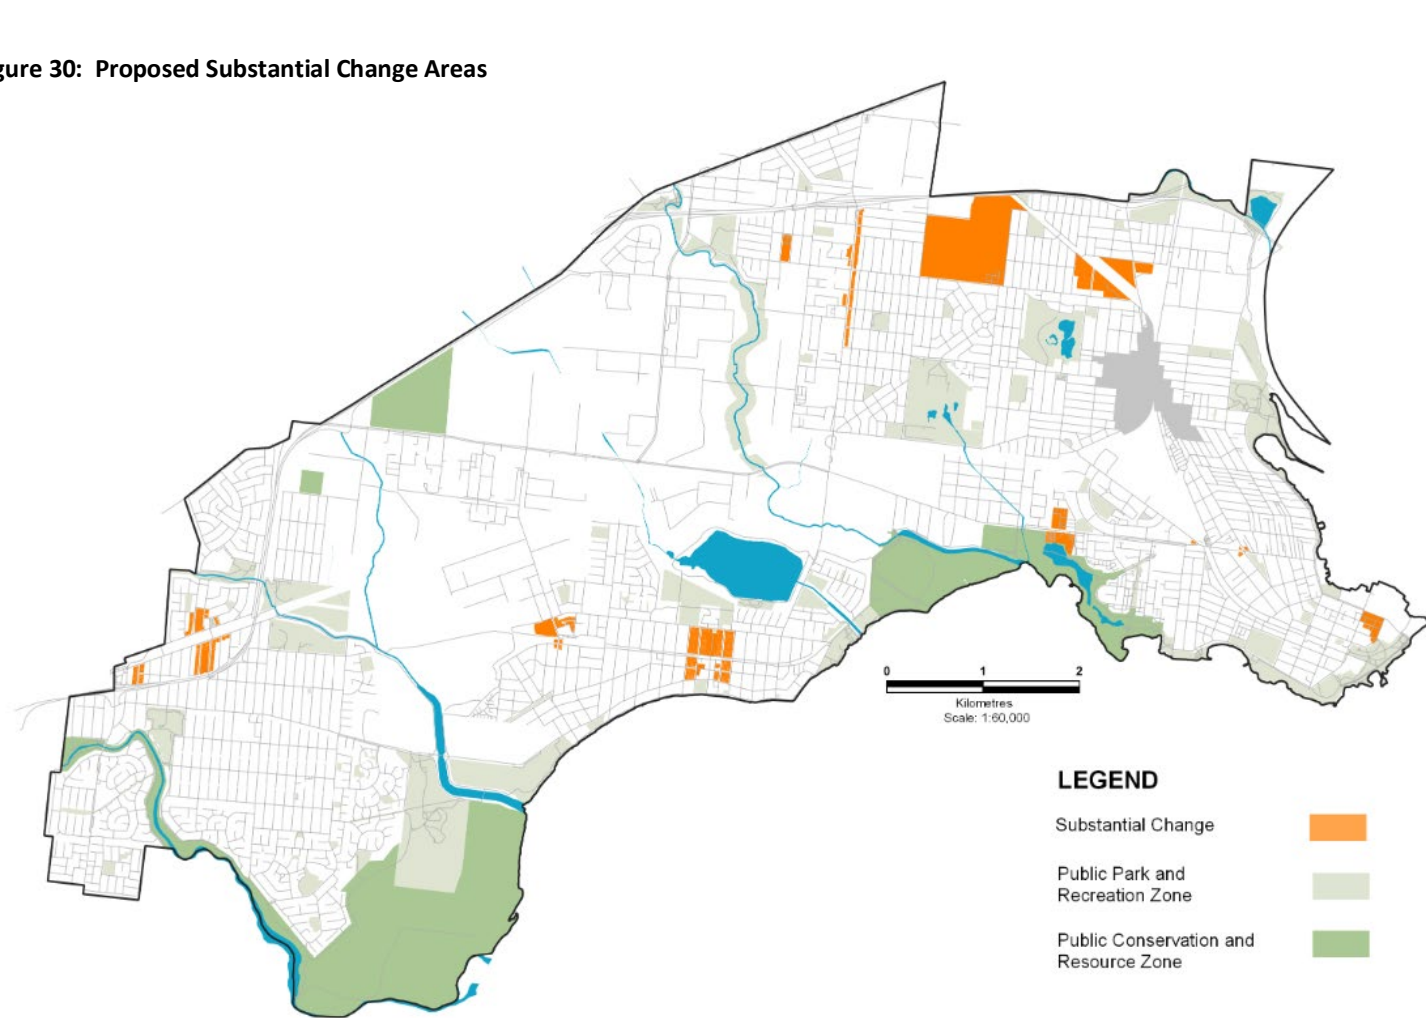 gure 30: Proposed Substantial Change Areas
0 1 2
Kilometres
Scale: 1:60,000
LEGEND
Substantial Change
Public Park and
Recreation Zone
Public Conservation and
Resource Zone